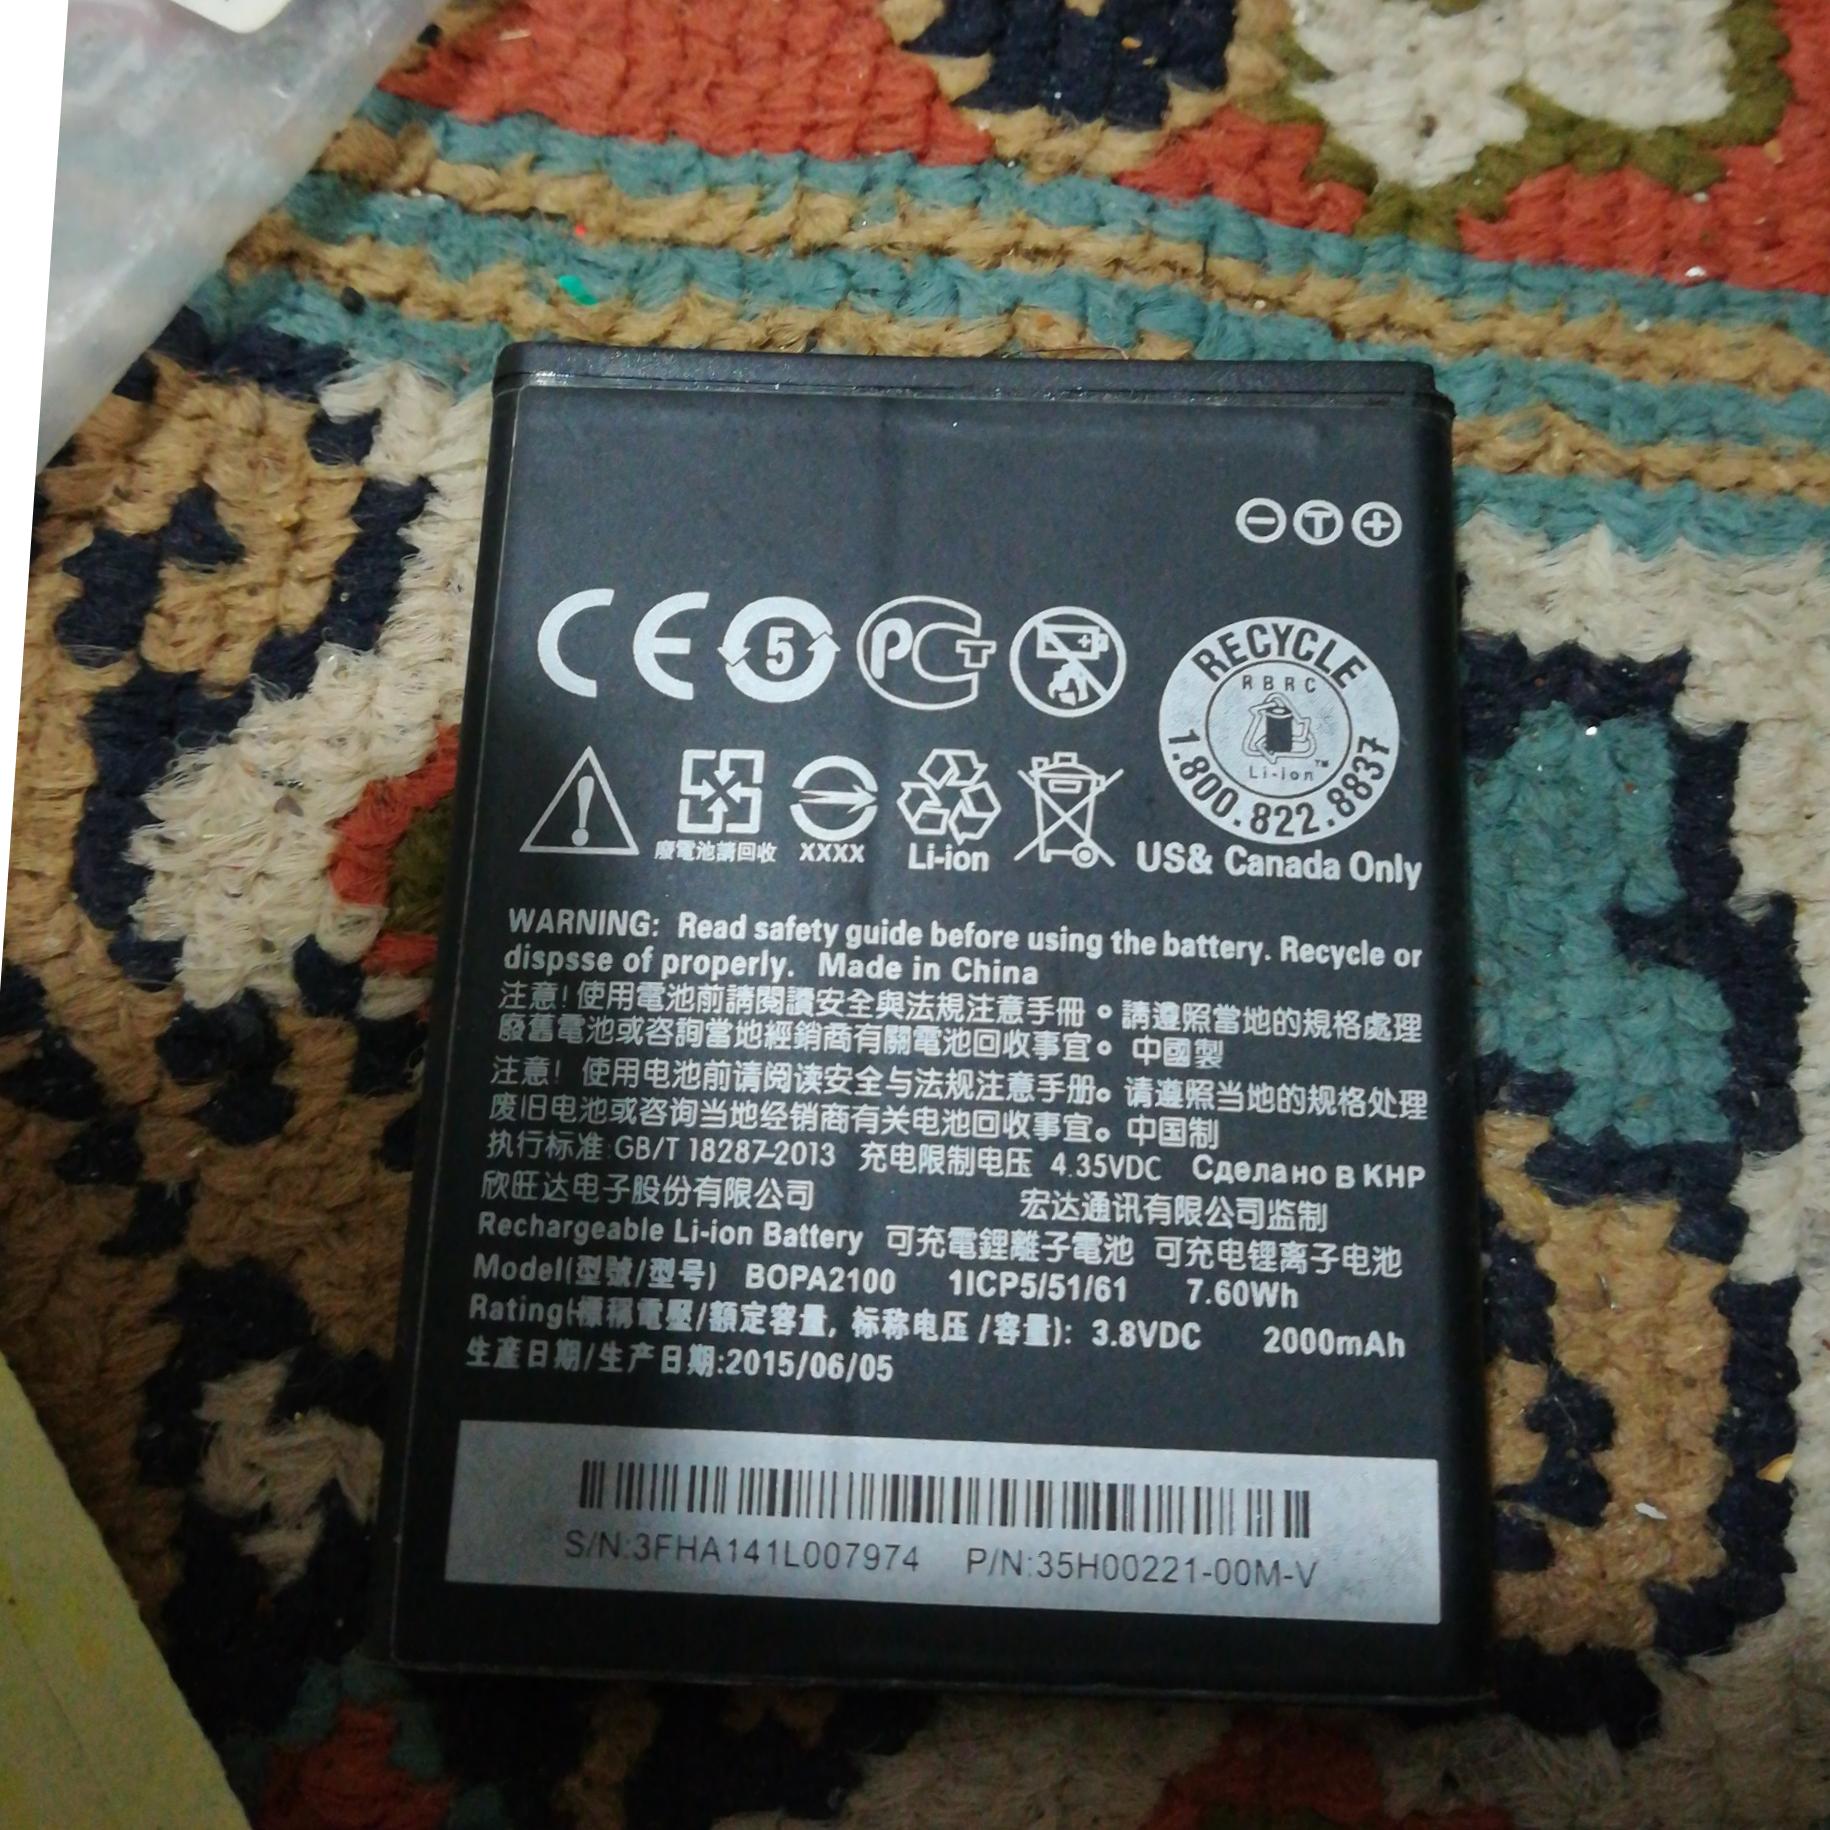 − T +
CE 5 PCT
RECYCLE
RBRC
Li-ion™
1.800.822.8837
廢電池請回收 XXXX Li-ion US& Canada Only
WARNING: Read safety guide before using the battery. Recycle or
dispsse of properly. Made in China
注意!使用電池前請閱讀安全與法規注意手冊。請遵照當地的規格處理
廢舊電池或咨詢當地經銷商有關電池回收事宜。中國製
注意! 使用电池前请阅读安全与法规注意手册。请遵照当地的规格处理
废旧电池或咨询当地经销商有关电池回收事宜。中国制
执行标准:GB/T 18287-2013 充电限制电压 4.35VDC Сделано в КНР
欣旺达电子股份有限公司 宏达通讯有限公司监制
Rechargeable Li-ion Battery 可充電鋰離子電池 可充电锂离子电池
Model(型號/型号) BOPA2100 1ICP5/51/61 7.60Wh
Rating(標稱電壓/額定容量, 标称电压/容量): 3.8VDC 2000mAh
生產日期/生产日期:2015/06/05
S/N:3FHA141L007974 P/N:35H00221-00M-V